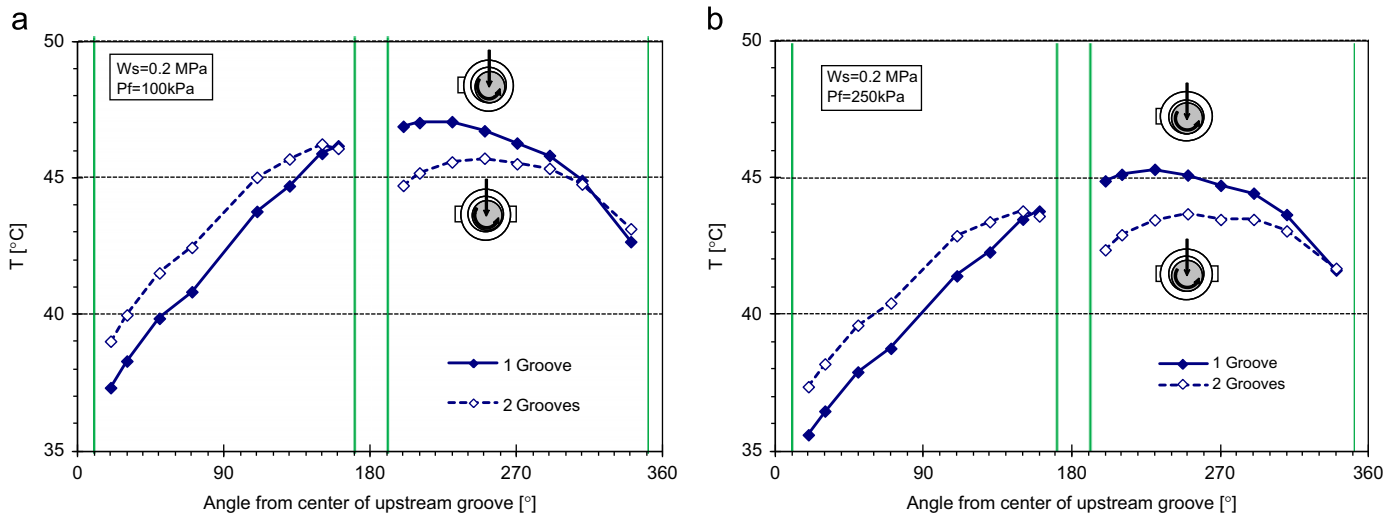 a
50
45
40
35
T [°C]
Ws=0.2 MPa
Pf=100kPa
1 Groove
2 Grooves
0 90 180 270 360
Angle from center of upstream groove [°]
b
50
45
40
35
T [°C]
Ws=0.2 MPa
Pf=250kPa
1 Groove
2 Grooves
0 90 180 270 360
Angle from center of upstream groove [°]